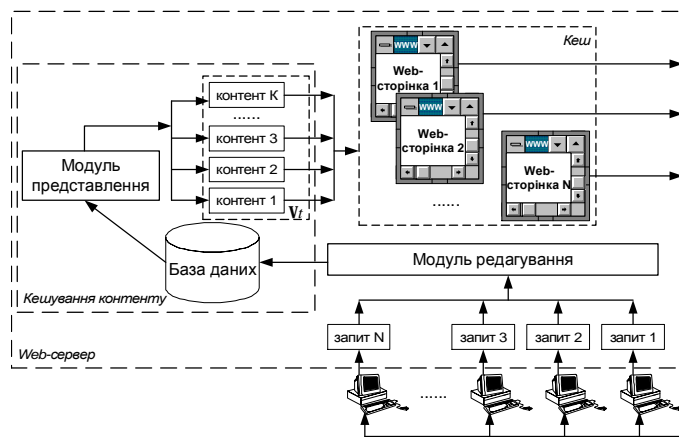 Кеш
www
Web-
сторінка 1
www
Web-
сторінка 2
www
Web-
сторінка N
......
контент К
......
контент 3
контент 2
контент 1
Vt
Модуль
представлення
База даних
Кешування контенту
Модуль редагування
запит N
запит 3
запит 2
запит 1
Web-сервер
......